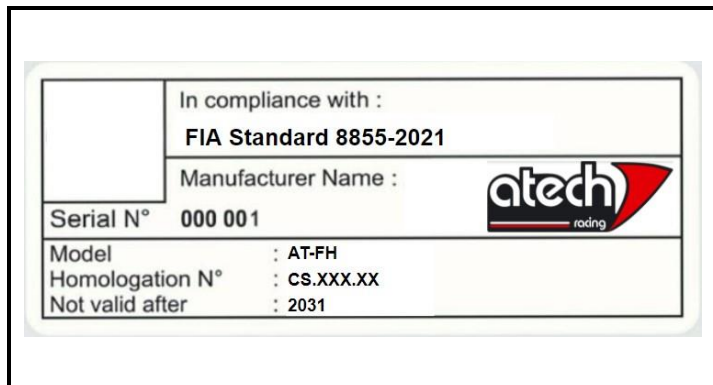 In compliance with :
FIA Standard 8855-2021
Manufacturer Name :
atech
racing
Serial N° 000 001
Model : AT-FH
Homologation N° : CS.XXX.XX
Not valid after : 2031